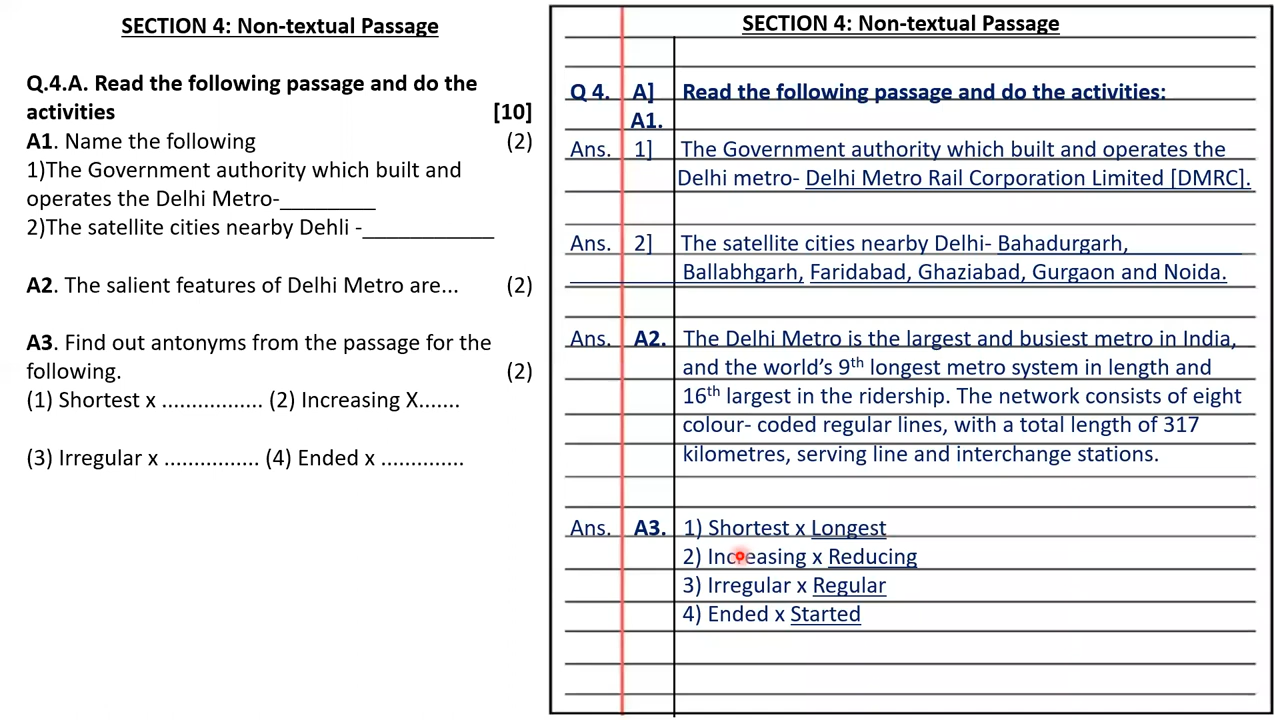 SECTION 4: Non-textual Passage
Q.4.A. Read the following passage and do the
activities [10]
A1. Name the following (2)
1)The Government authority which built and
operates the Delhi Metro-_________
2)The satellite cities nearby Dehli -____________
A2. The salient features of Delhi Metro are... (2)
A3. Find out antonyms from the passage for the
following. (2)
(1) Shortest x ................. (2) Increasing X.......
(3) Irregular x ............... (4) Ended x ..............
SECTION 4: Non-textual Passage
Q 4. A] Read the following passage and do the activities:
A1.
Ans. 1] The Government authority which built and operates the
Delhi metro- Delhi Metro Rail Corporation Limited [DMRC].
Ans. 2] The satellite cities nearby Delhi- Bahadurgarh,
Ballabhgarh, Faridabad, Ghaziabad, Gurgaon and Noida.
Ans. A2. The Delhi Metro is the largest and busiest metro in India,
and the world's 9th longest metro system in length and
16th largest in the ridership. The network consists of eight
colour- coded regular lines, with a total length of 317
kilometres, serving line and interchange stations.
Ans. A3. 1) Shortest x Longest
2) Increasing x Reducing
3) Irregular x Regular
4) Ended x Started